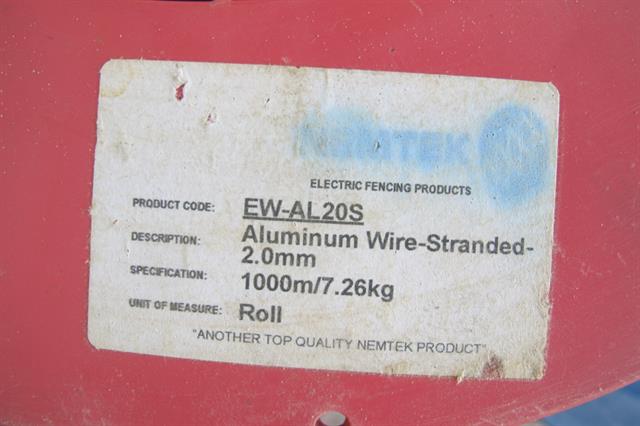 NEMTEK
ELECTRIC FENCING PRODUCTS
PRODUCT CODE: EW-AL20S
DESCRIPTION: Aluminum Wire-Stranded-
2.0mm
SPECIFICATION: 1000m/7.26kg
UNIT OF MEASURE: Roll
"ANOTHER TOP QUALITY NEMTEK PRODUCT"